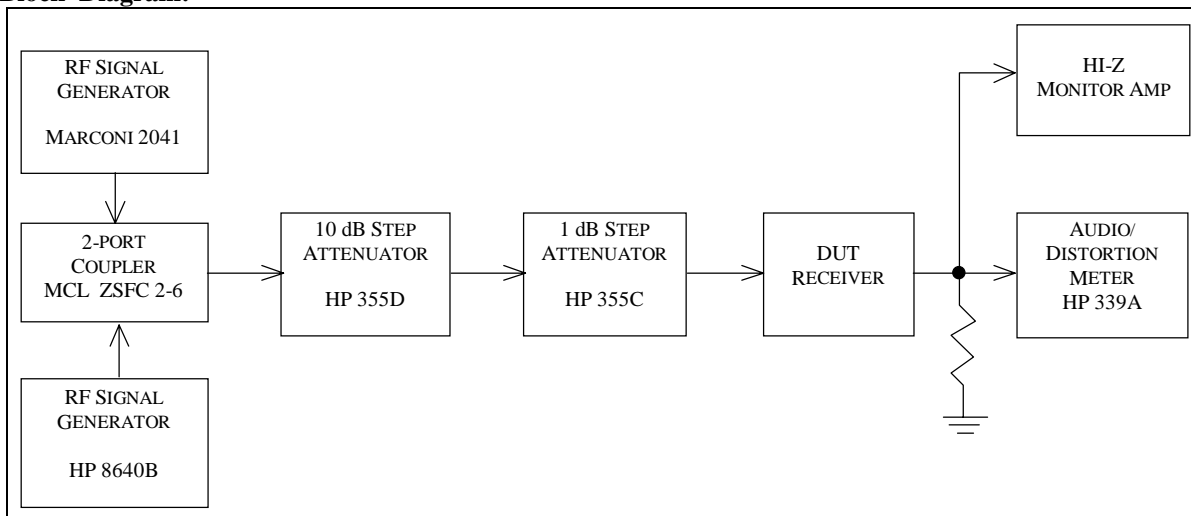 Block Diagram:
RF SIGNAL
GENERATOR
MARCONI 2041
2-PORT
COUPLER
MCL ZSFC 2-6
RF SIGNAL
GENERATOR
HP 8640B
10 dB STEP
ATTENUATOR
HP 355D
1 dB STEP
ATTENUATOR
HP 355C
DUT
RECEIVER
HI-Z
MONITOR AMP
AUDIO/
DISTORTION
METER
HP 339A